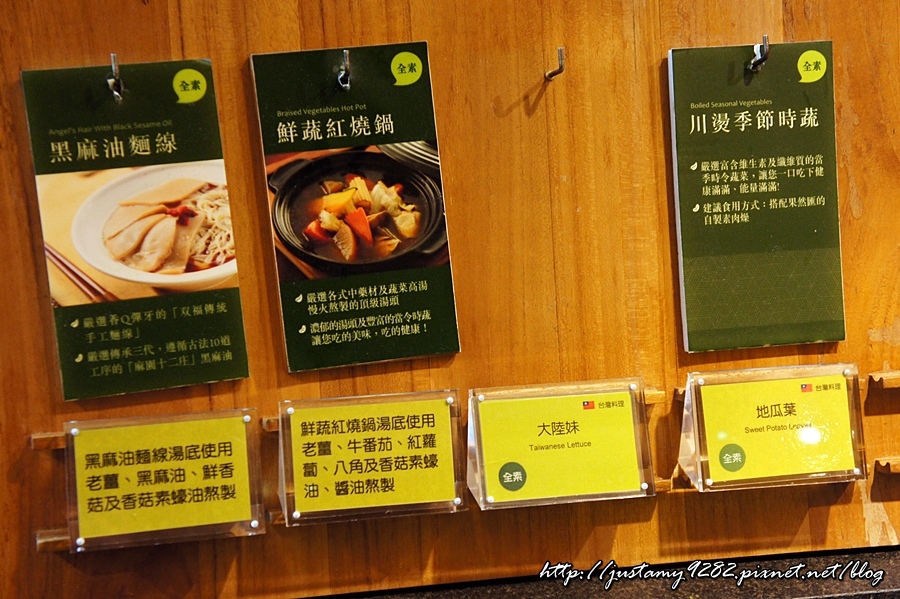 全素
Angel's Hair With Black Sesame Oil
黑麻油麵線
嚴選香Q彈牙的「双福傳統
手工麵線」
嚴選傳承三代、遵循古法10道
工序的「麻園十二庄」黑麻油
全素
Braised Vegetables Hot Pot
鮮蔬紅燒鍋
嚴選各式中藥材及蔬菜高湯
慢火熬製的頂級湯頭
濃郁的湯頭及豐富的當令時蔬
讓您吃的美味，吃的健康！
全素
Boiled Seasonal Vegetables
川燙季節時蔬
嚴選富含維生素及纖維質的當
季時令蔬菜，讓您一口吃下健
康滿滿、能量滿滿!
建議食用方式：搭配果然匯的
自製素肉燥
黑麻油麵線湯底使用
老薑、黑麻油、鮮香
菇及香菇素蠔油熬製
鮮蔬紅燒鍋湯底使用
老薑、牛番茄、紅蘿
蔔、八角及香菇素蠔
油、醬油熬製
台灣料理
大陸妹
Taiwanese Lettuce
全素
台灣料理
地瓜葉
Sweet Potato Leaves
全素
http://justamy9282.pixnet.net/blog